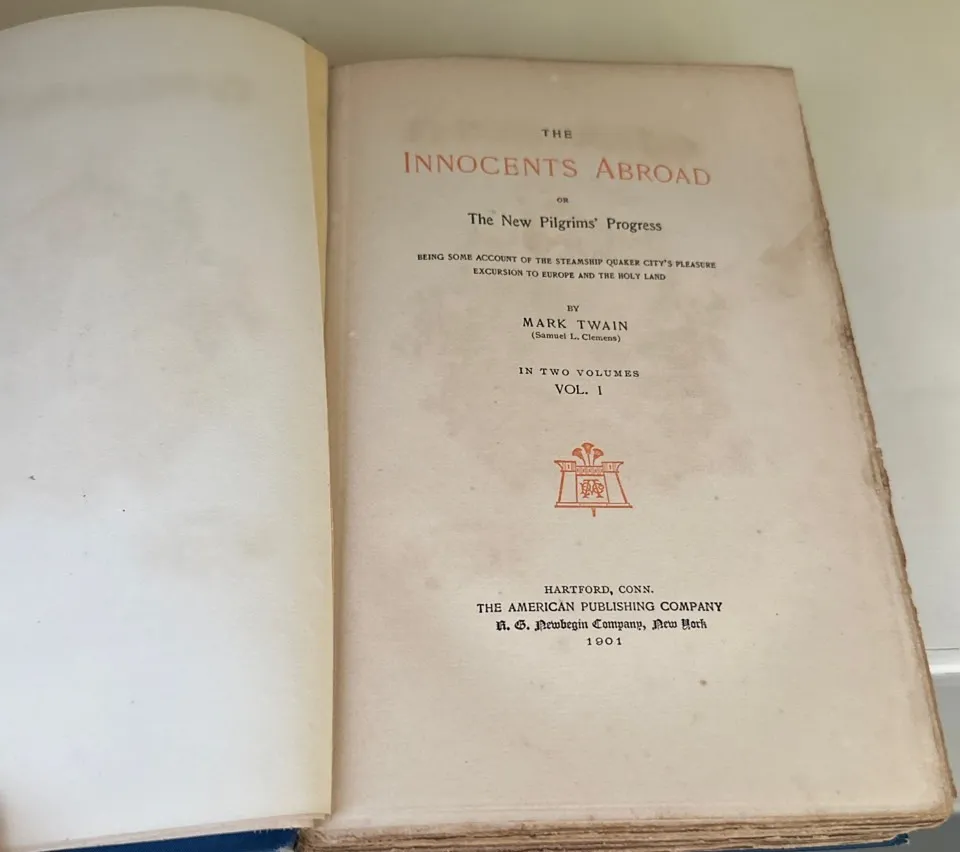 THE
INNOCENTS ABROAD
OR
The New Pilgrims' Progress
BEING SOME ACCOUNT OF THE STEAMSHIP QUAKER CITY'S PLEASURE
EXCURSION TO EUROPE AND THE HOLY LAND
BY
MARK TWAIN
(Samuel L. Clemens)
IN TWO VOLUMES
VOL. I
HARTFORD, CONN.
THE AMERICAN PUBLISHING COMPANY
R. G. Newbegin Company, New York
1901